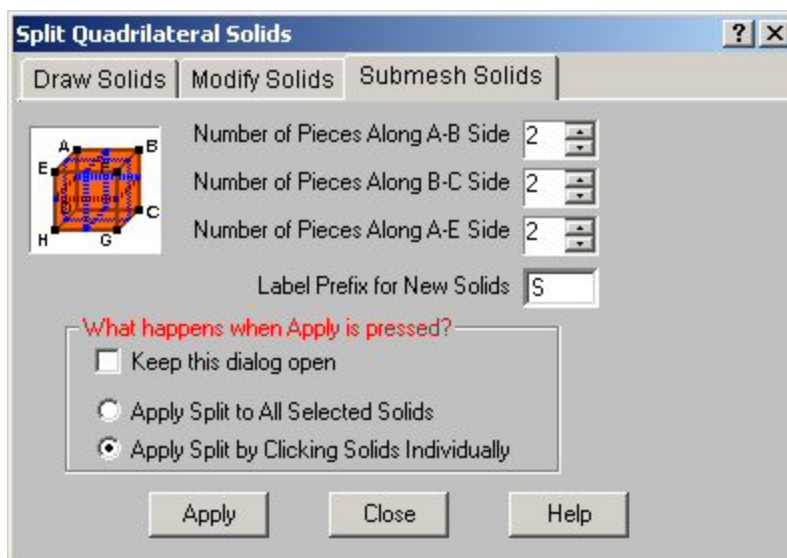 Split Quadrilateral Solids
Draw Solids Modify Solids Submesh Solids
A B
E F
D C
H G
Number of Pieces Along A-B Side 2
Number of Pieces Along B-C Side 2
Number of Pieces Along A-E Side 2
Label Prefix for New Solids S
What happens when Apply is pressed?
Keep this dialog open
Apply Split to All Selected Solids
Apply Split by Clicking Solids Individually
Apply Close Help